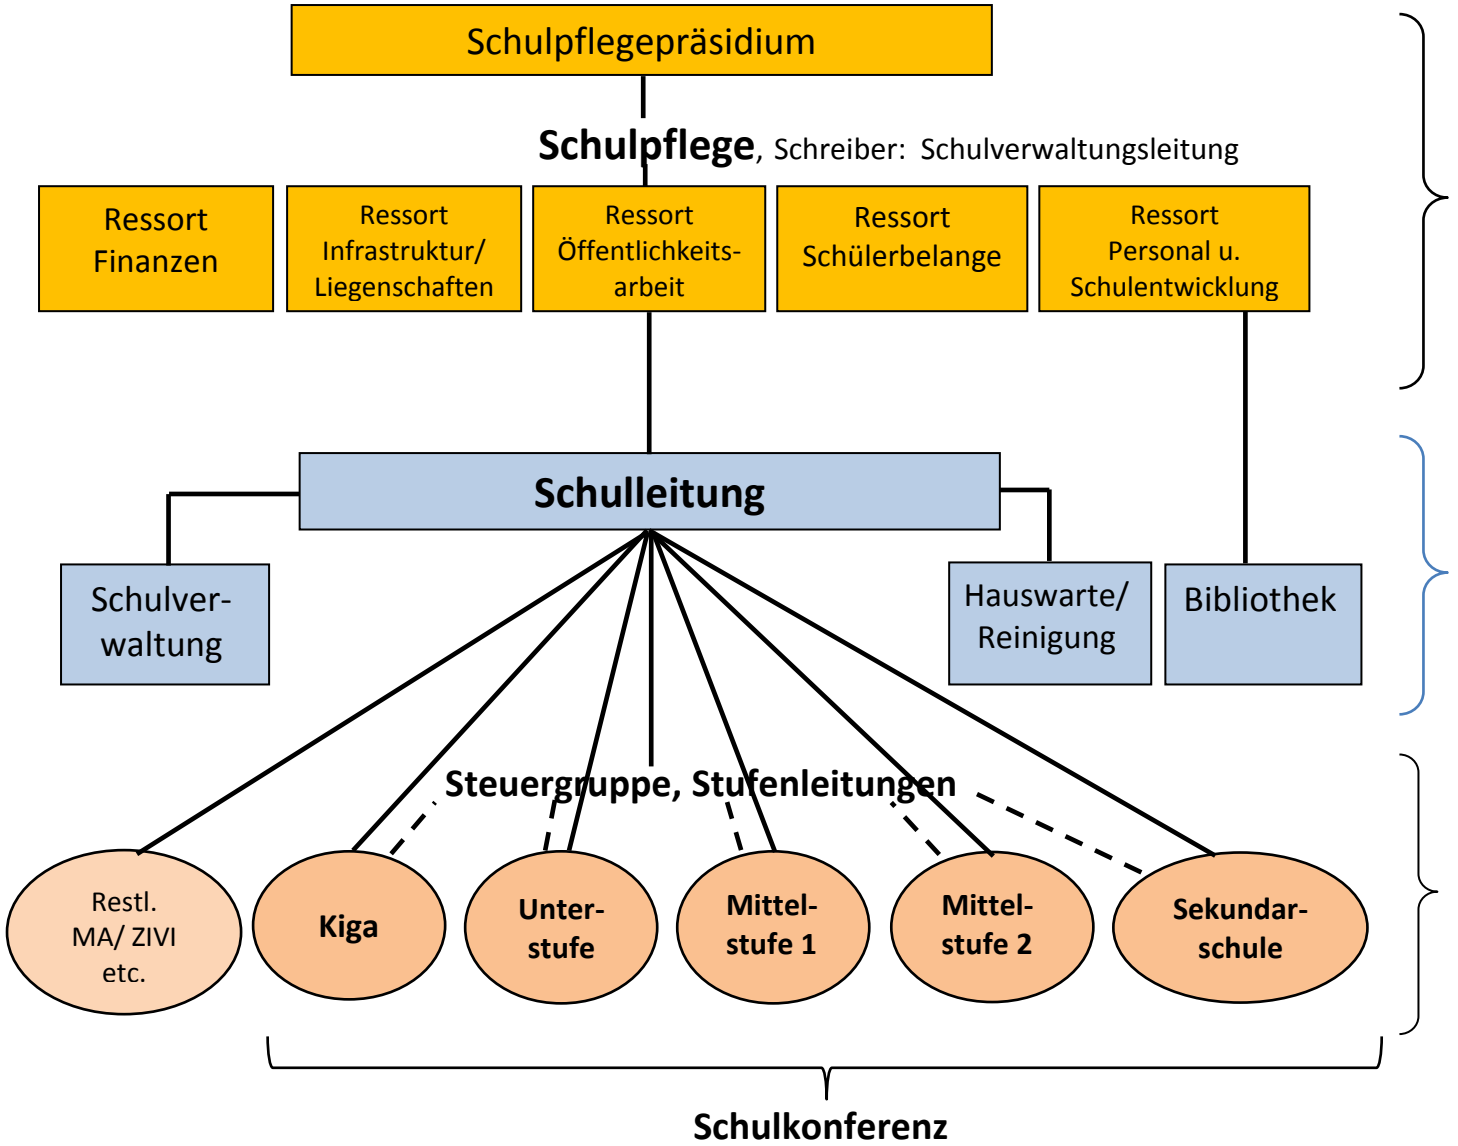 Schulpflegepräsidium
Schulpflege, Schreiber: Schulverwaltungsleitung
Ressort
Finanzen
Ressort
Infrastruktur/
Liegenschaften
Ressort
Öffentlichkeits-
arbeit
Ressort
Schülerbelange
Ressort
Personal u.
Schulentwicklung
Schulleitung
Schulver-
waltung
Hauswarte/
Reinigung
Bibliothek
Steuergruppe, Stufenleitungen
Restl.
MA/ ZIVI
etc.
Kiga
Unter-
stufe
Mittel-
stufe 1
Mittel-
stufe 2
Sekundar-
schule
Schulkonferenz